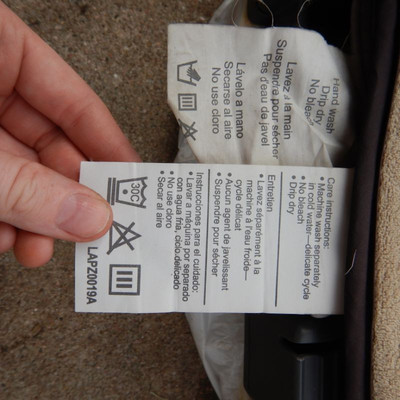 Hand wash
Drip dry
No bleach
Lavez à la main
Suspendre pour sécher
Pas d'eau de javel
Lávelo a mano
Secarse al aire
No use cloro
Care instructions:
• Machine wash separately
in cold water—delicate cycle
• No bleach
• Drip dry
Entretien
• Lavez séparément à la
machine à l'eau froide—
cycle délicat
• Aucun agent de javelissant
• Suspendre pour sécher
Instrucciones para el cuidado:
• Lavar a máquina por separado
con agua fría, ciclo delicado
• No use cloro
• Secar al aire
30C
LAPZ0019A